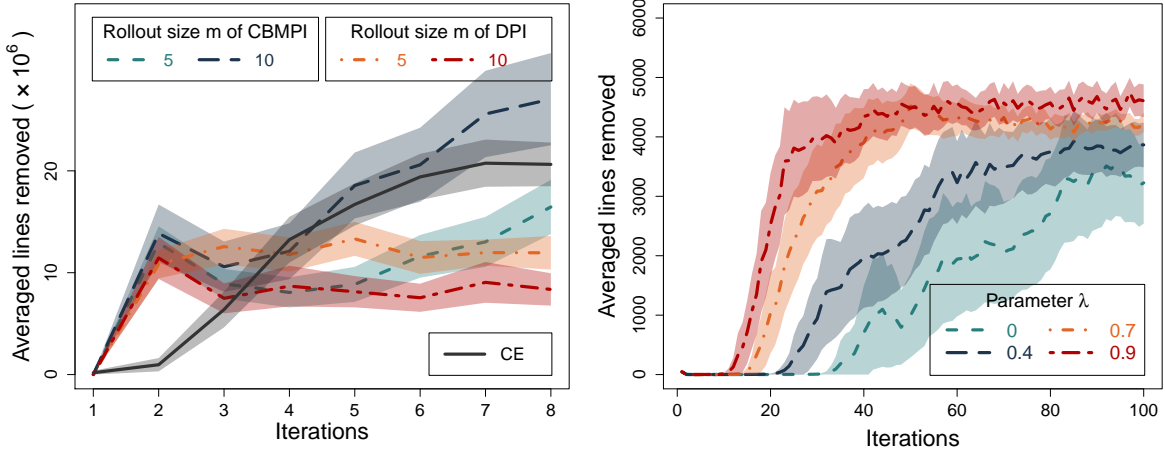 Averaged lines removed ( × 10⁶ )
0 10 20
Rollout size m of CBMPI
5 10
Rollout size m of DPI
5 10
CE
1 2 3 4 5 6 7 8
Iterations
Averaged lines removed
0 1000 2000 3000 4000 5000 6000
Parameter λ
0 0.7
0.4 0.9
0 20 40 60 80 100
Iterations